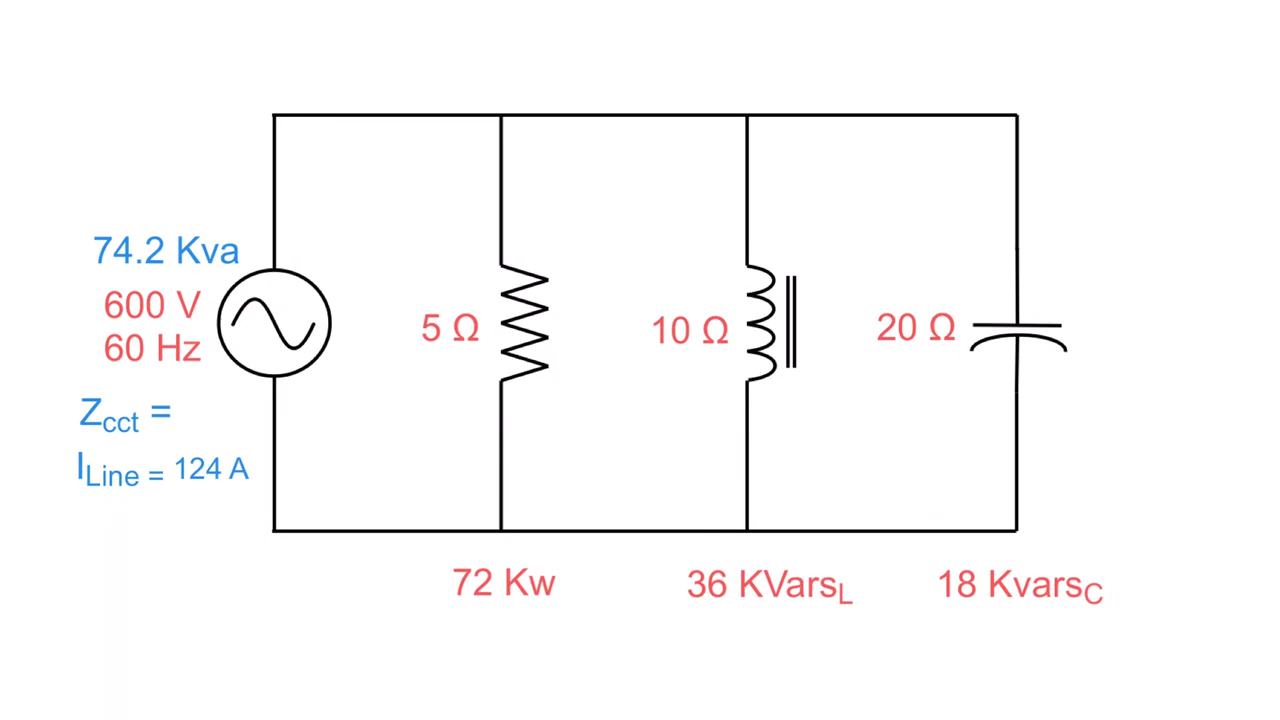 74.2 Kva
600 V
60 Hz
Zcct =
ILine = 124 A
5 Ω
10 Ω
20 Ω
72 Kw
36 KVarsL
18 KvarsC